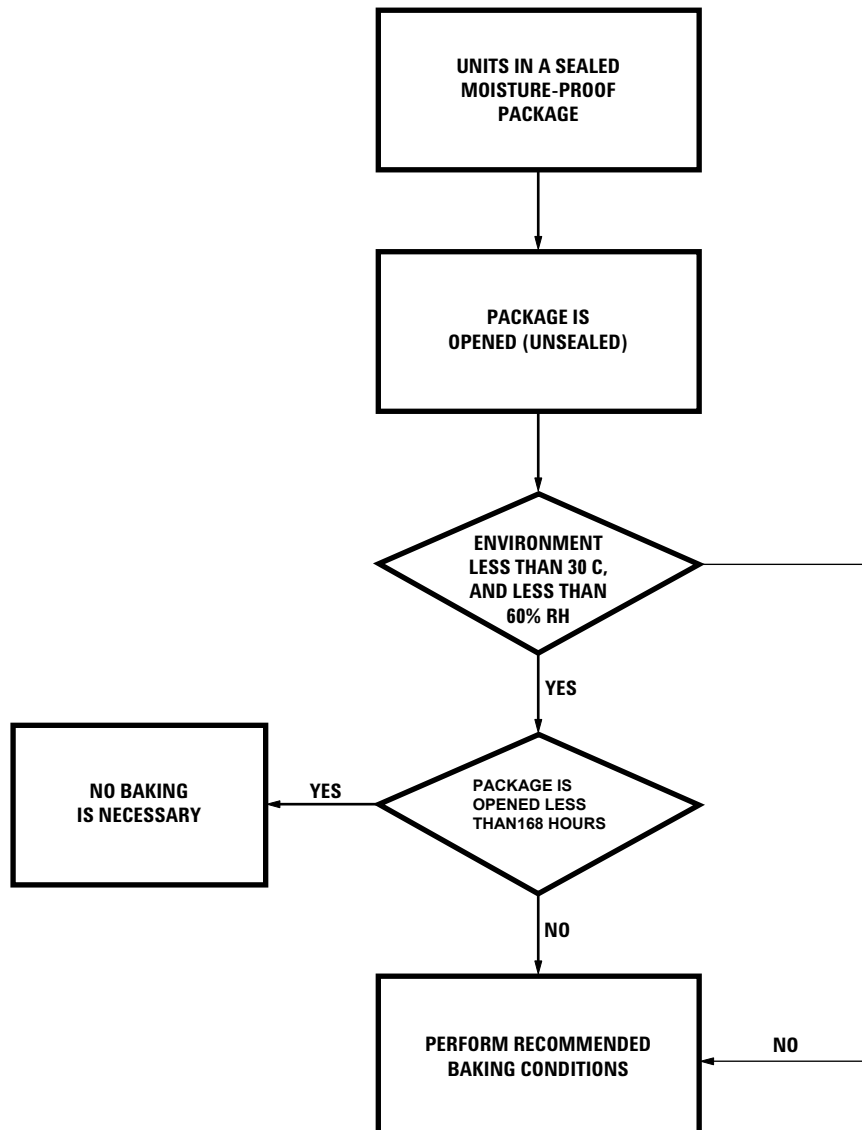 UNITS IN A SEALED
MOISTURE-PROOF
PACKAGE
PACKAGE IS
OPENED (UNSEALED)
ENVIRONMENT
LESS THAN 30 C,
AND LESS THAN
60% RH
YES
NO BAKING
IS NECESSARY
YES
PACKAGE IS
OPENED LESS
THAN168 HOURS
NO
PERFORM RECOMMENDED
BAKING CONDITIONS
NO